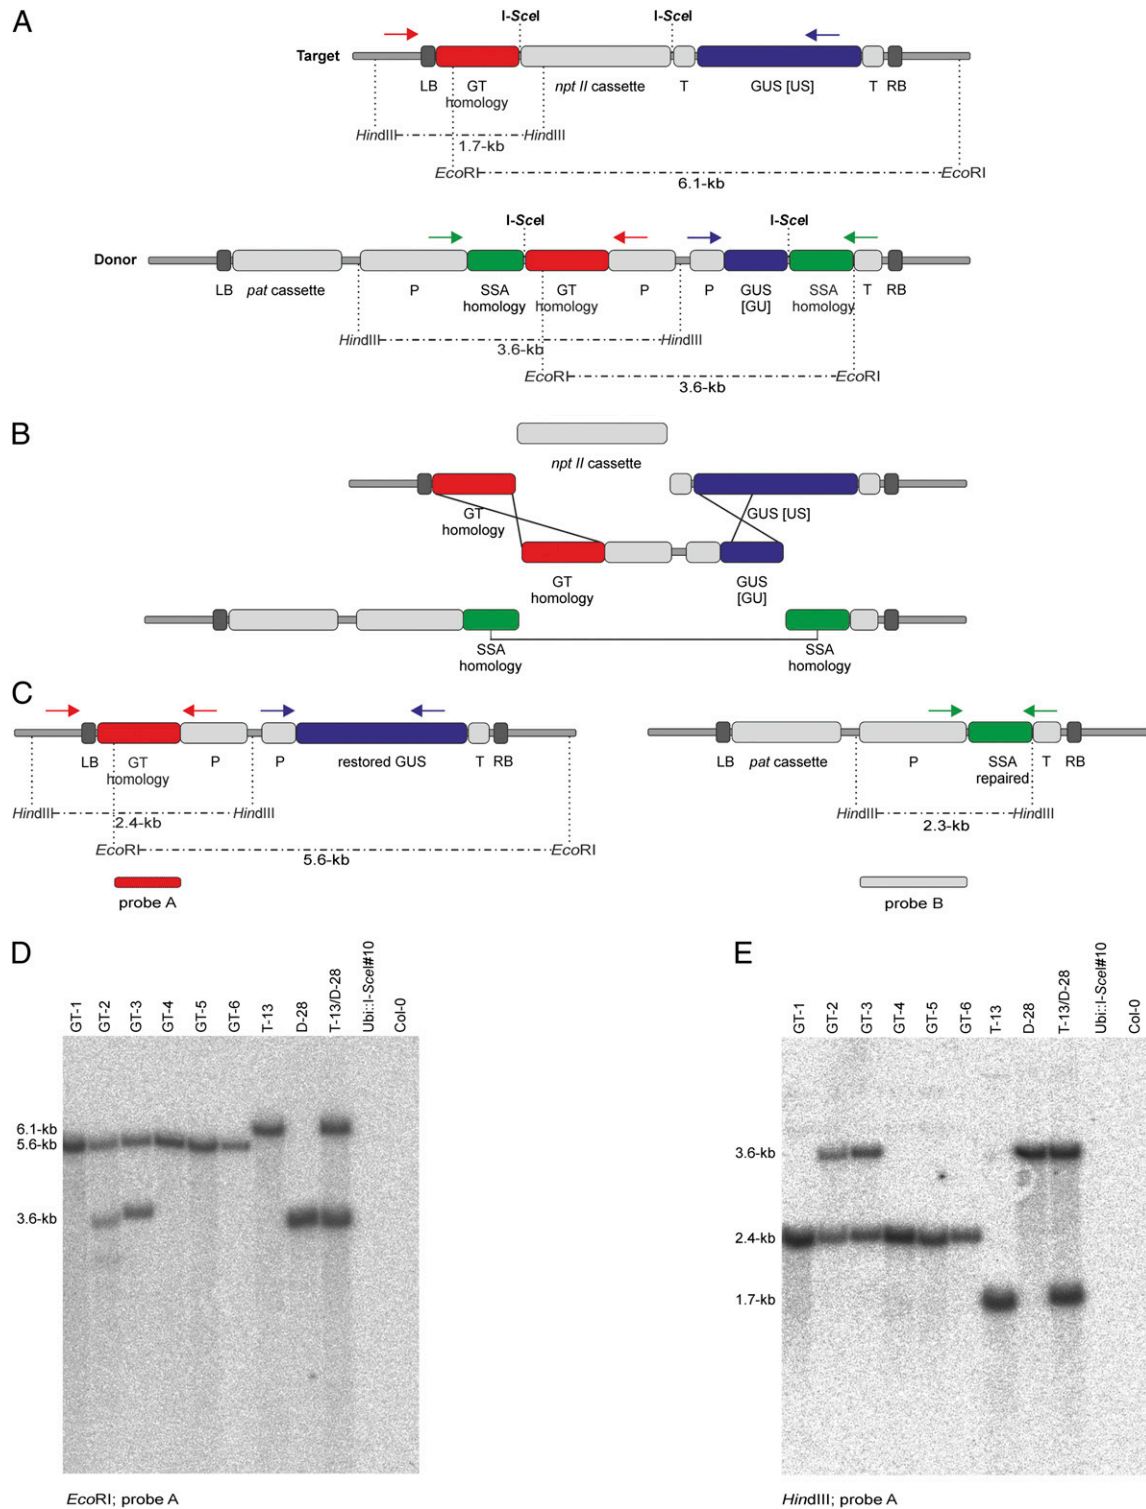 A
I-SceI I-SceI
Target
LB GT homology npt II cassette T GUS [US] T RB
HindIII HindIII
1.7-kb
EcoRI EcoRI
6.1-kb
I-SceI I-SceI
Donor
LB pat cassette P SSA homology GT homology P P GUS [GU] SSA homology T RB
HindIII HindIII
3.6-kb
EcoRI EcoRI
3.6-kb
B
npt II cassette
GT homology GUS [US]
GT homology GUS [GU]
SSA homology SSA homology
C
LB GT homology P P restored GUS T RB
HindIII HindIII
2.4-kb
EcoRI EcoRI
5.6-kb
probe A
LB pat cassette P SSA repaired T RB
HindIII HindIII
2.3-kb
probe B
D
GT-1 GT-2 GT-3 GT-4 GT-5 GT-6 T-13 D-28 T-13/D-28 Ubi::I-SceI#10 Col-0
6.1-kb
5.6-kb
3.6-kb
EcoRI; probe A
E
GT-1 GT-2 GT-3 GT-4 GT-5 GT-6 T-13 D-28 T-13/D-28 Ubi::I-SceI#10 Col-0
3.6-kb
2.4-kb
1.7-kb
HindIII; probe A